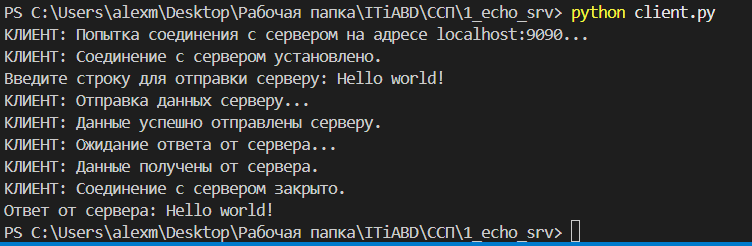 PS C:\Users\alexm\Desktop\Рабочая папка\ITiABD\ССП\1_echo_srv> python client.py
КЛИЕНТ: Попытка соединения с сервером на адресе localhost:9090...
КЛИЕНТ: Соединение с сервером установлено.
Введите строку для отправки серверу: Hello world!
КЛИЕНТ: Отправка данных серверу...
КЛИЕНТ: Данные успешно отправлены серверу.
КЛИЕНТ: Ожидание ответа от сервера...
КЛИЕНТ: Данные получены от сервера.
КЛИЕНТ: Соединение с сервером закрыто.
Ответ от сервера: Hello world!
PS C:\Users\alexm\Desktop\Рабочая папка\ITiABD\ССП\1_echo_srv>